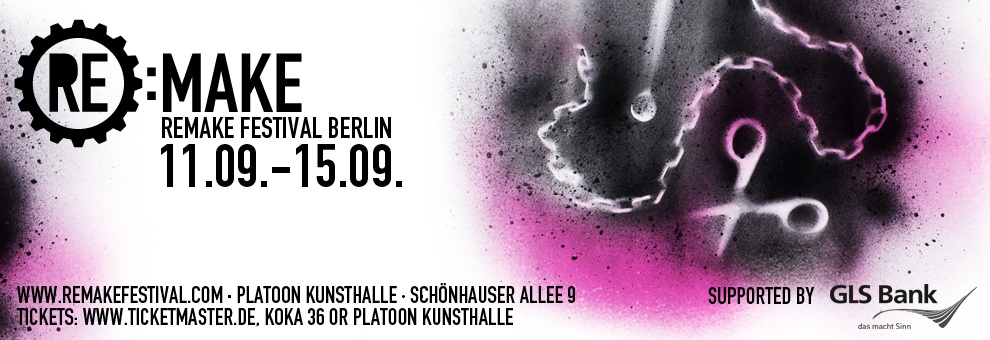 RE:MAKE
REMAKE FESTIVAL BERLIN
11.09.-15.09.
WWW.REMAKEFESTIVAL.COM · PLATOON KUNSTHALLE · SCHÖNHAUSER ALLEE 9
TICKETS: WWW.TICKETMASTER.DE, KOKA 36 OR PLATOON KUNSTHALLE
SUPPORTED BY GLS Bank
das macht Sinn